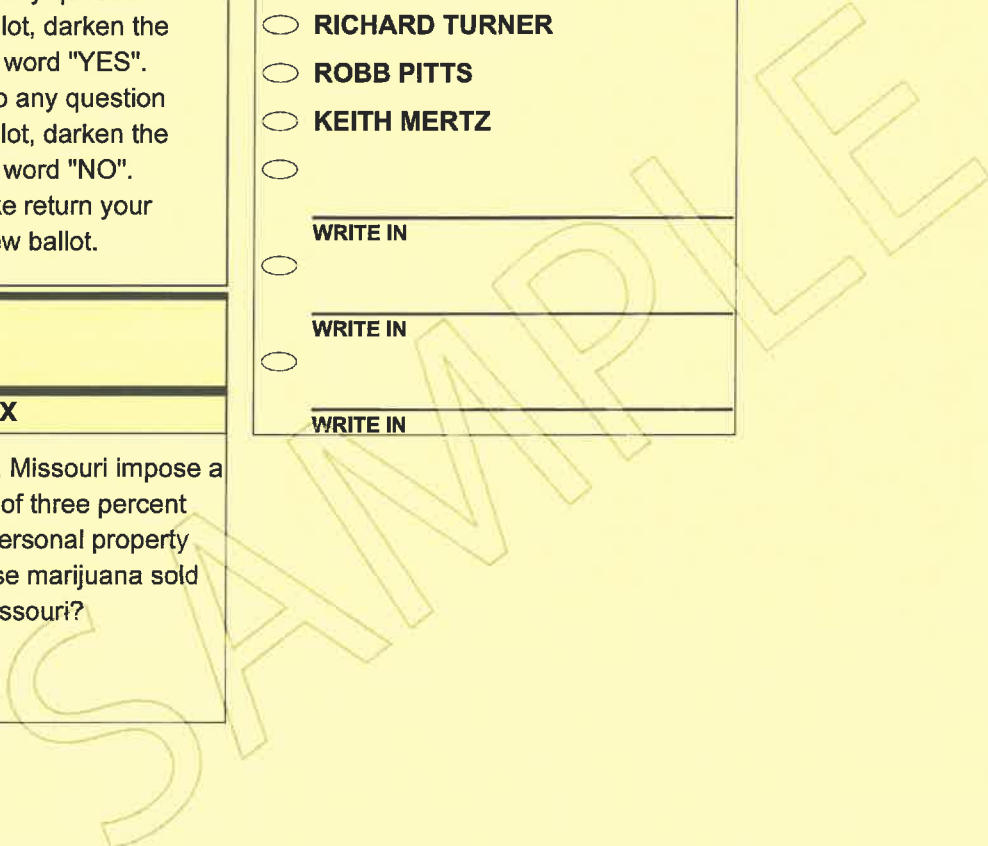 lot, darken the
word "YES".
o any question
lot, darken the
word "NO".
ke return your
ew ballot.
X
Missouri impose a
of three percent
ersonal property
se marijuana sold
ssouri?
RICHARD TURNER
ROBB PITTS
KEITH MERTZ
WRITE IN
WRITE IN
WRITE IN
SAMPLE